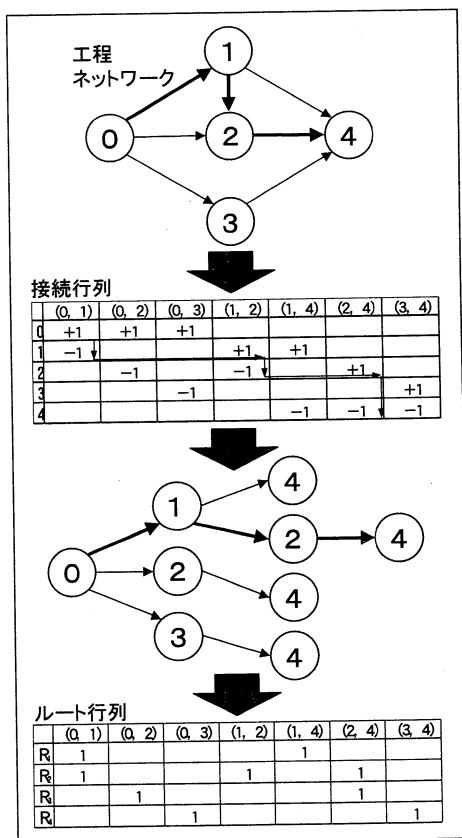 工程
ネットワーク
1
0
2
4
3
接続行列
(0, 1) (0, 2) (0, 3) (1, 2) (1, 4) (2, 4) (3, 4)
0 +1 +1 +1
1 −1 +1 +1
2 −1 −1 +1
3 −1 +1
4 −1 −1 −1
4
1
2 4
0
2
4
3
4
ルート行列
(0, 1) (0, 2) (0, 3) (1, 2) (1, 4) (2, 4) (3, 4)
R1 1 1
R2 1 1 1
R3 1 1
R4 1 1